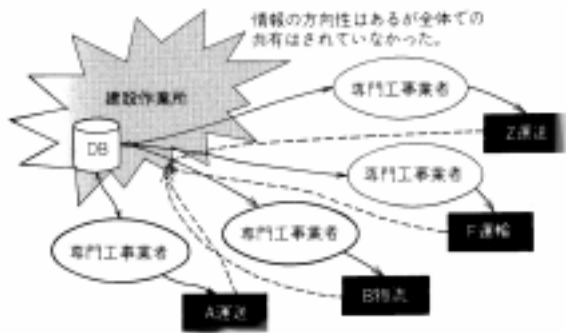 情報の方向性はあるが全体での
共有はされていなかった。
建設作業所
DB
専門工事業者
Z運送
専門工事業者
F運輸
専門工事業者
専門工事業者
B物流
A運送